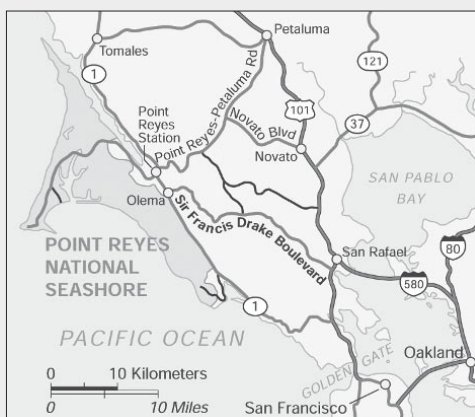 Petaluma
Tomales
1
121
101
37
Point
Reyes
Station
Point Reyes-Petaluma Rd
Novato Blvd
Novato
SAN PABLO
BAY
Olema
Sir Francis Drake Boulevard
POINT REYES
NATIONAL
SEASHORE
San Rafael
80
580
1
PACIFIC OCEAN
GOLDEN GATE
Oakland
0 10 Kilometers
0 10 Miles
San Francisco